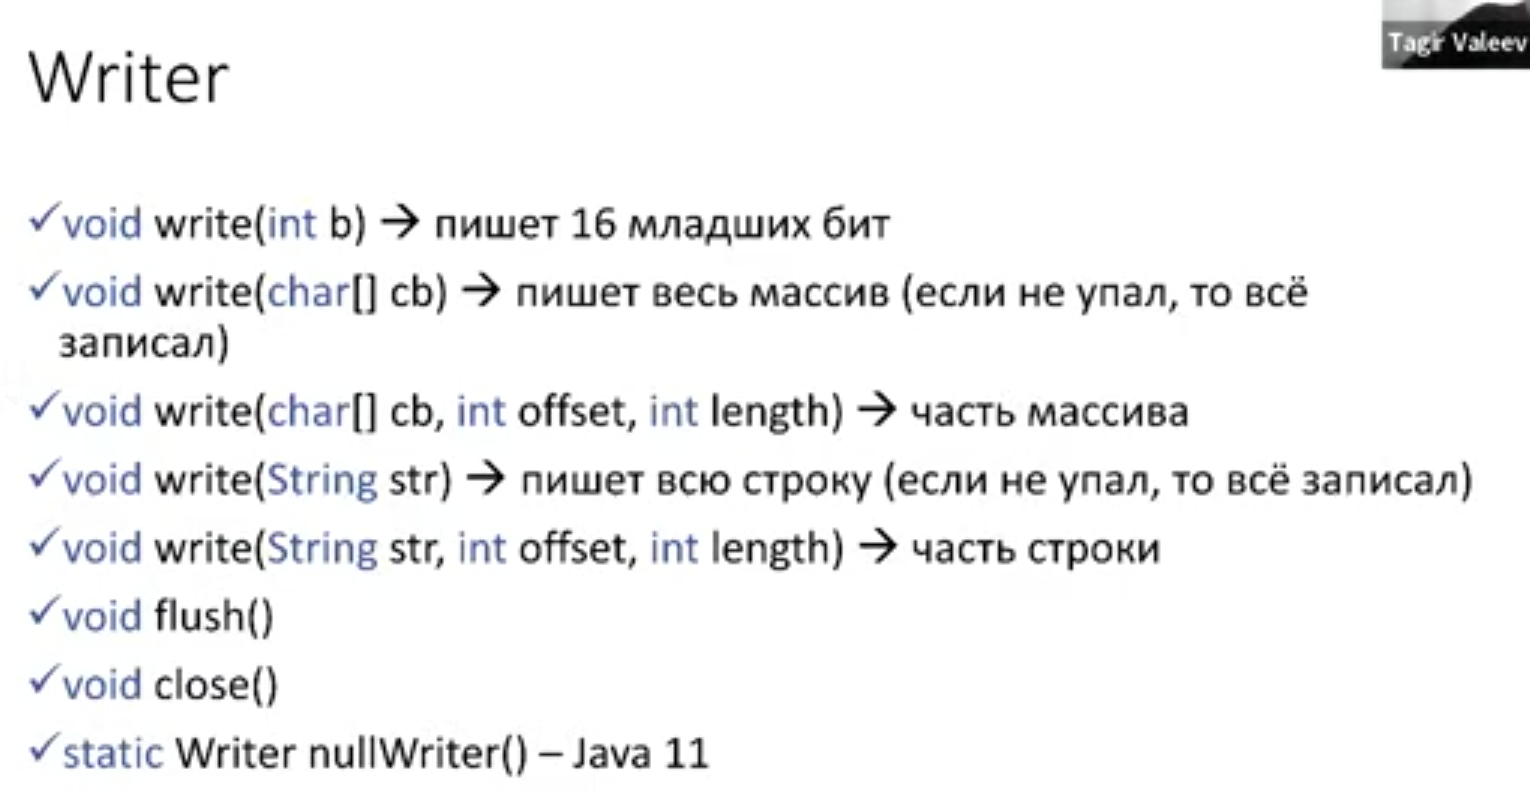 Tagir Valeev
Writer
✓void write(int b) → пишет 16 младших бит
✓void write(char[] cb) → пишет весь массив (если не упал, то всё
записал)
✓void write(char[] cb, int offset, int length) → часть массива
✓void write(String str) → пишет всю строку (если не упал, то всё записал)
✓void write(String str, int offset, int length) → часть строки
✓void flush()
✓void close()
✓static Writer nullWriter() – Java 11